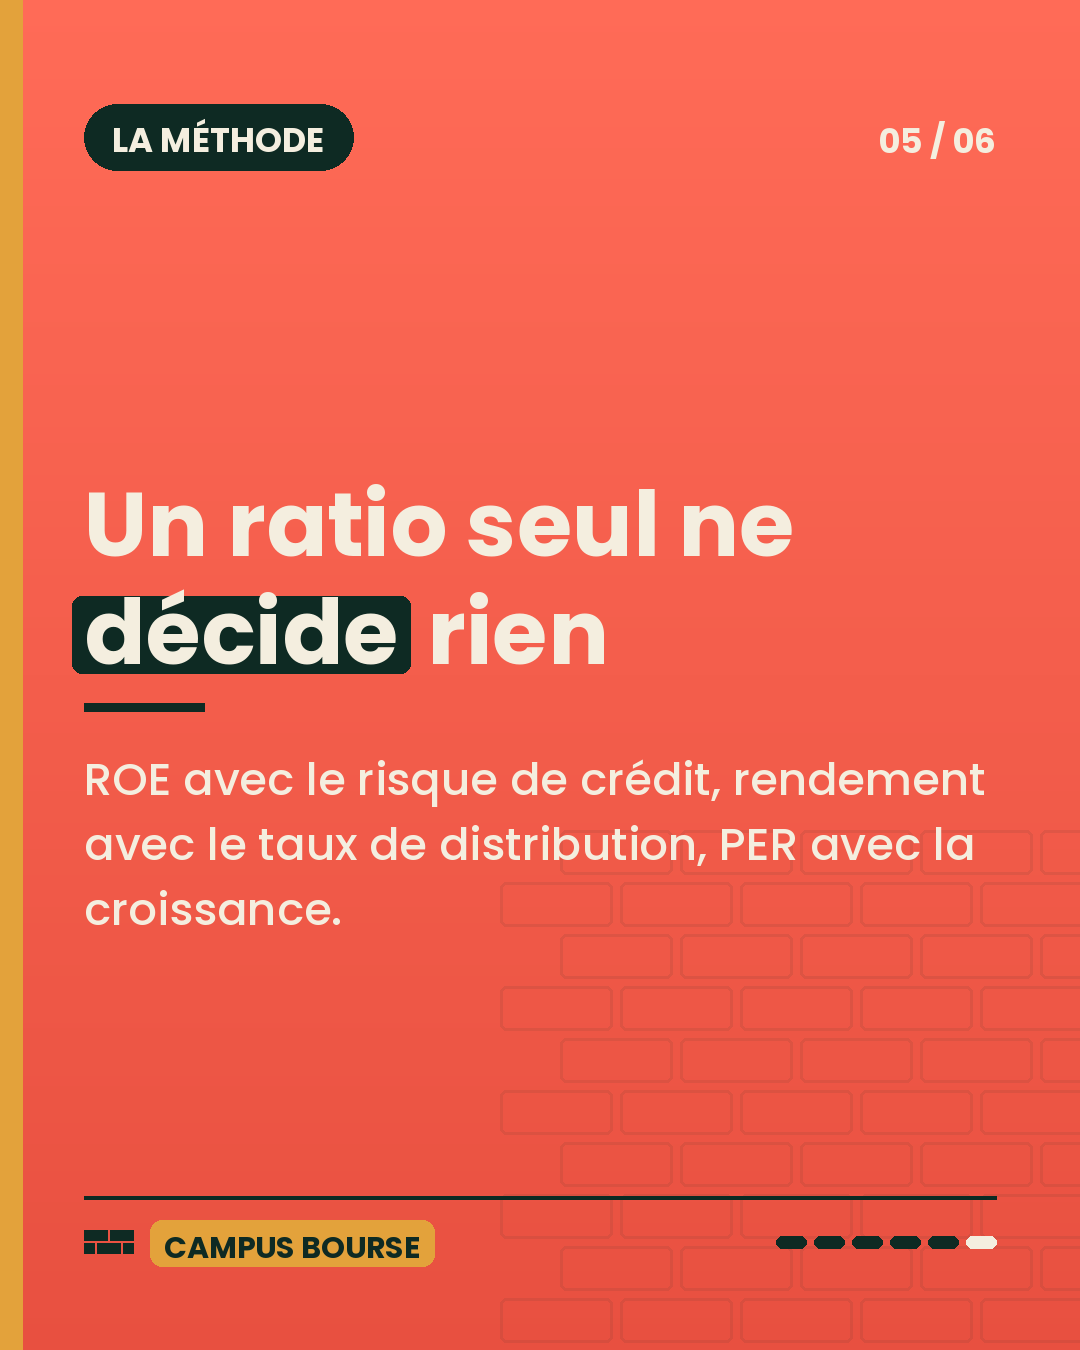 LA MÉTHODE
05 / 06
Un ratio seul ne
décide rien
ROE avec le risque de crédit, rendement
avec le taux de distribution, PER avec la
croissance.
CAMPUS BOURSE